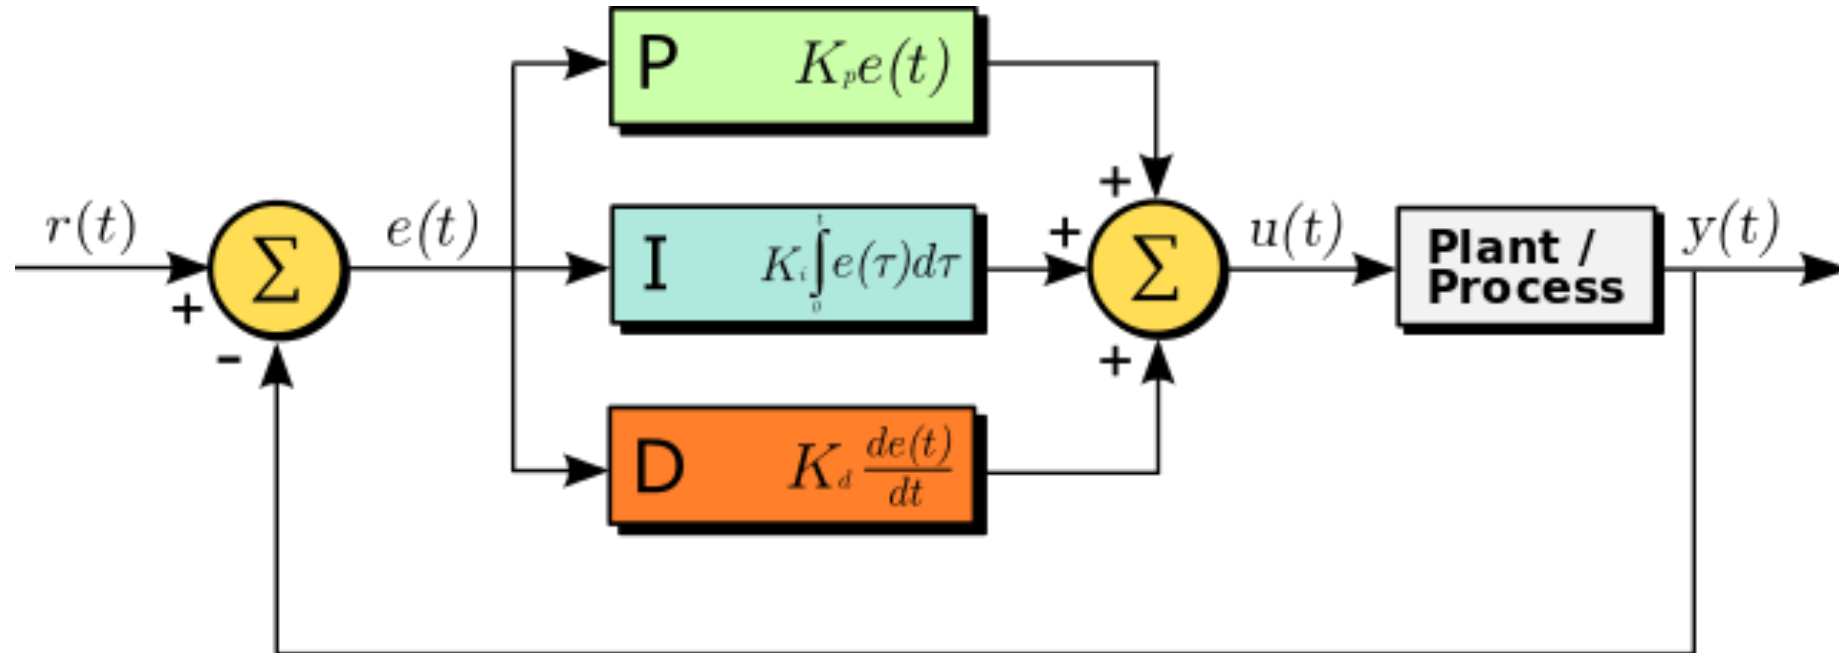 P K_p e(t)
r(t)
+
-
Σ
e(t)
I K_i ∫_0^t e(τ)dτ
D K_d de(t)/dt
+
+
+
Σ
u(t)
Plant /
Process
y(t)